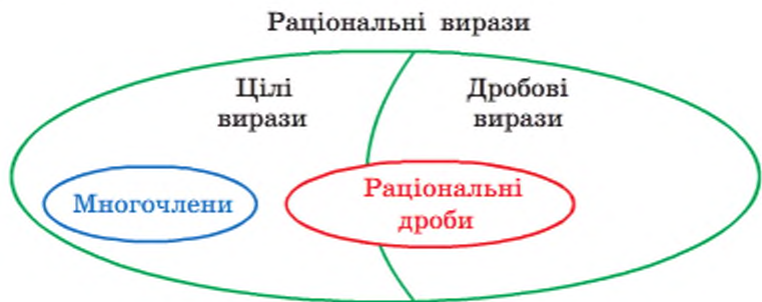 Раціональні вирази
Цілі
вирази
Дробові
вирази
Многочлени
Раціональні
дроби